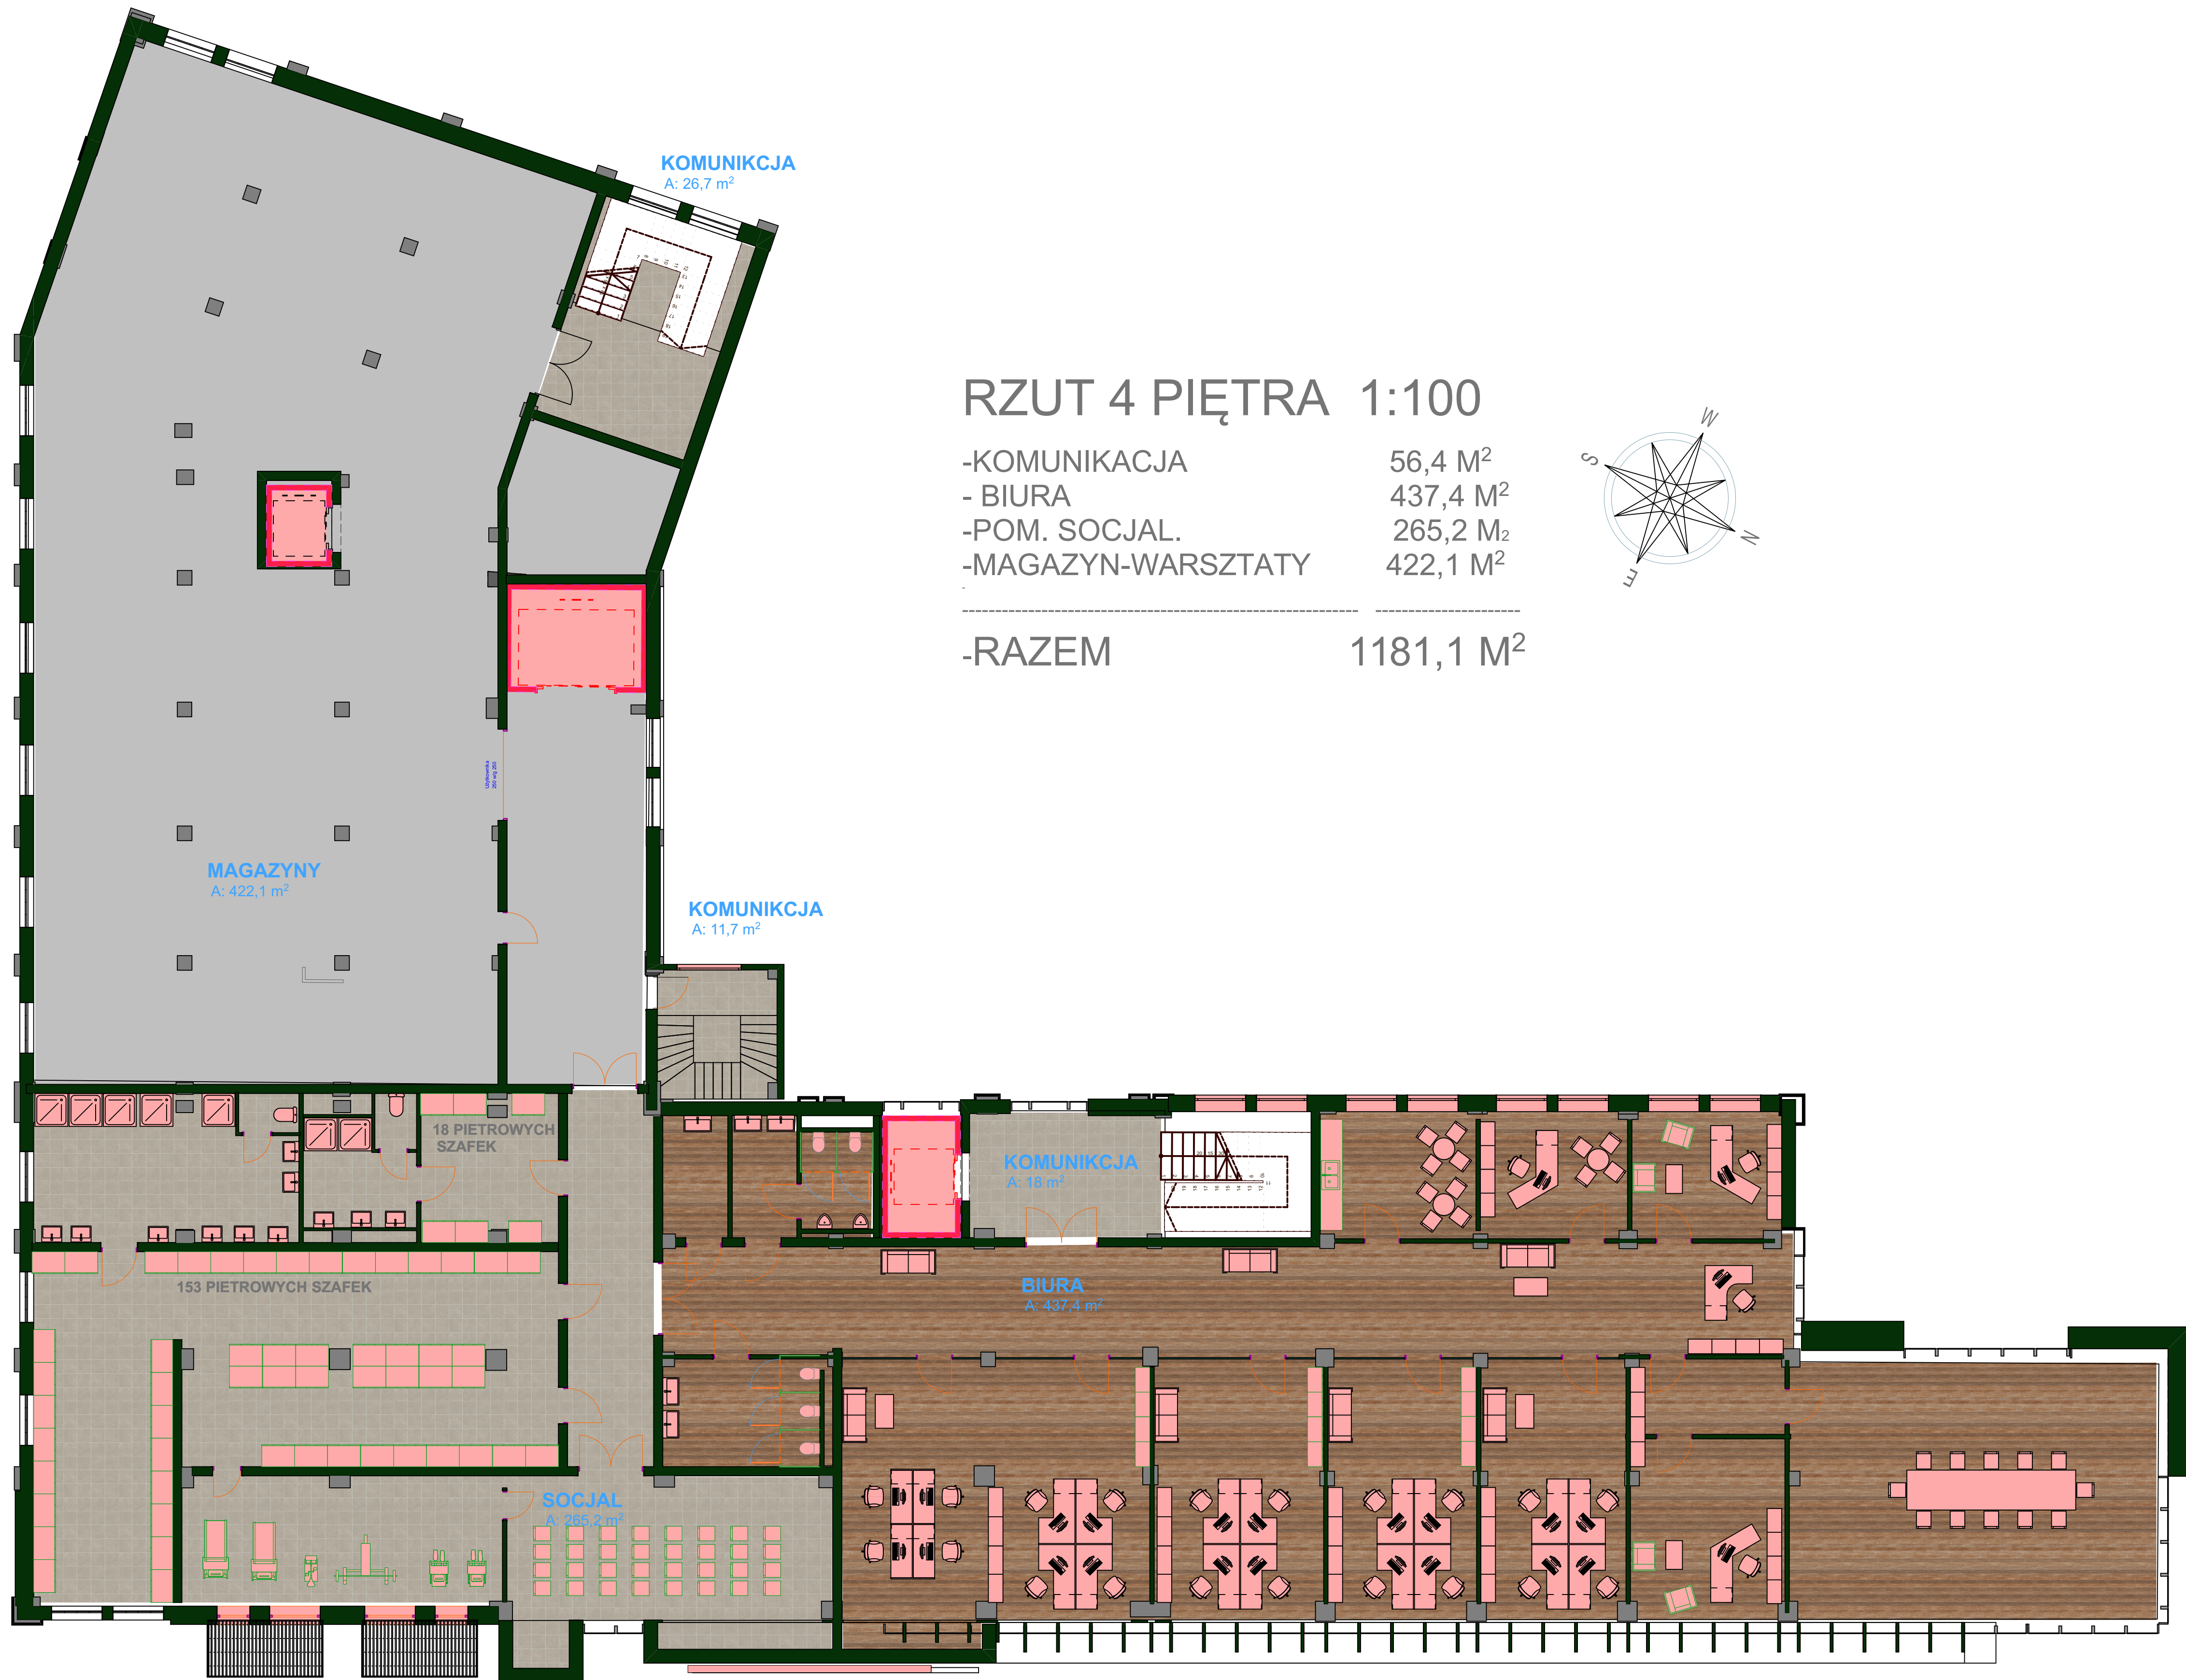 KOMUNIKCJA
A: 26,7 m²
RZUT 4 PIĘTRA 1:100
-KOMUNIKACJA 56,4 M²
- BIURA 437,4 M²
-POM. SOCJAL. 265,2 M₂
-MAGAZYN-WARSZTATY 422,1 M²
-
-RAZEM 1181,1 M²
W
S
N
E
MAGAZYNY
A: 422,1 m²
KOMUNIKCJA
A: 11,7 m²
18 PIETROWYCH
SZAFEK
KOMUNIKCJA
A: 18 m²
153 PIETROWYCH SZAFEK
BIURA
A: 437,4 m²
SOCJAL
A: 265,2 m²